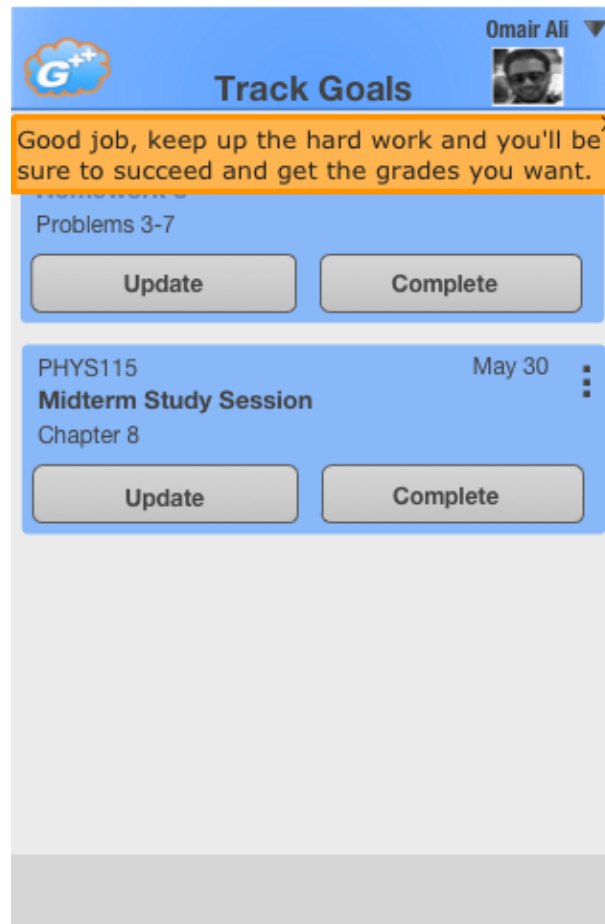 Omair Ali
G++
Track Goals
Good job, keep up the hard work and you'll be
sure to succeed and get the grades you want.
Problems 3-7
Update Complete
PHYS115 May 30
Midterm Study Session
Chapter 8
Update Complete